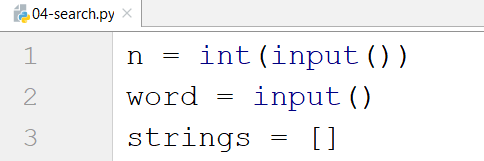 04-search.py
1 n = int(input())
2 word = input()
3 strings = []